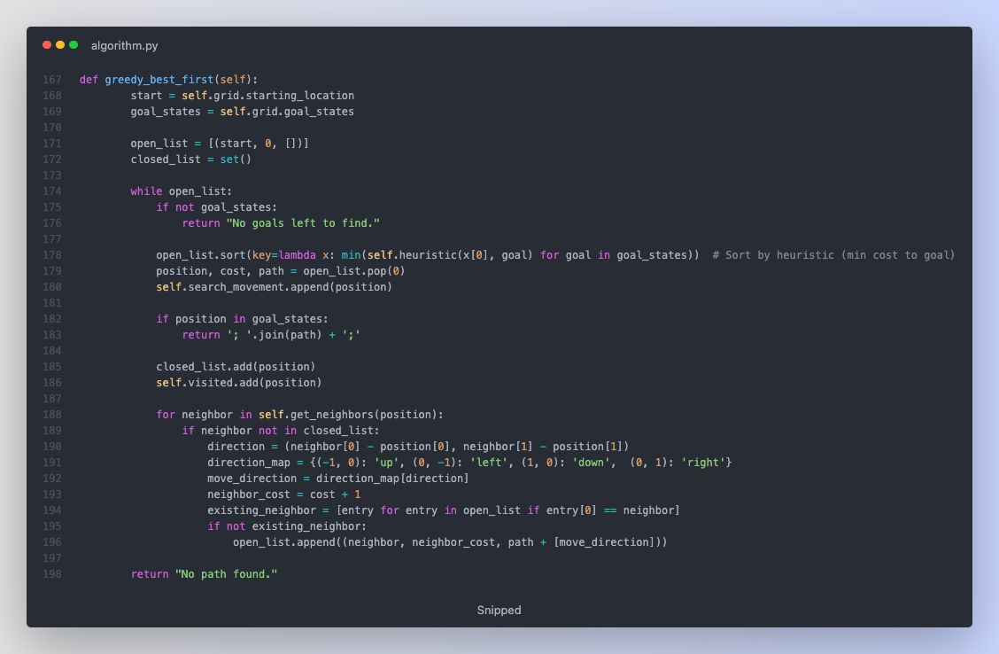 algorithm.py
167 def greedy_best_first(self):
168         start = self.grid.starting_location
169         goal_states = self.grid.goal_states
170
171         open_list = [(start, 0, [])]
172         closed_list = set()
173
174         while open_list:
175             if not goal_states:
176                 return "No goals left to find."
177
178             open_list.sort(key=lambda x: min(self.heuristic(x[0], goal) for goal in goal_states))  # Sort by heuristic (min cost to goal)
179             position, cost, path = open_list.pop(0)
180             self.search_movement.append(position)
181
182             if position in goal_states:
183                 return '; '.join(path) + ';'
184
185             closed_list.add(position)
186             self.visited.add(position)
187
188             for neighbor in self.get_neighbors(position):
189                 if neighbor not in closed_list:
190                     direction = (neighbor[0] - position[0], neighbor[1] - position[1])
191                     direction_map = {(-1, 0): 'up', (0, -1): 'left', (1, 0): 'down',  (0, 1): 'right'}
192                     move_direction = direction_map[direction]
193                     neighbor_cost = cost + 1
194                     existing_neighbor = [entry for entry in open_list if entry[0] == neighbor]
195                     if not existing_neighbor:
196                         open_list.append((neighbor, neighbor_cost, path + [move_direction]))
197
198         return "No path found."
Snipped